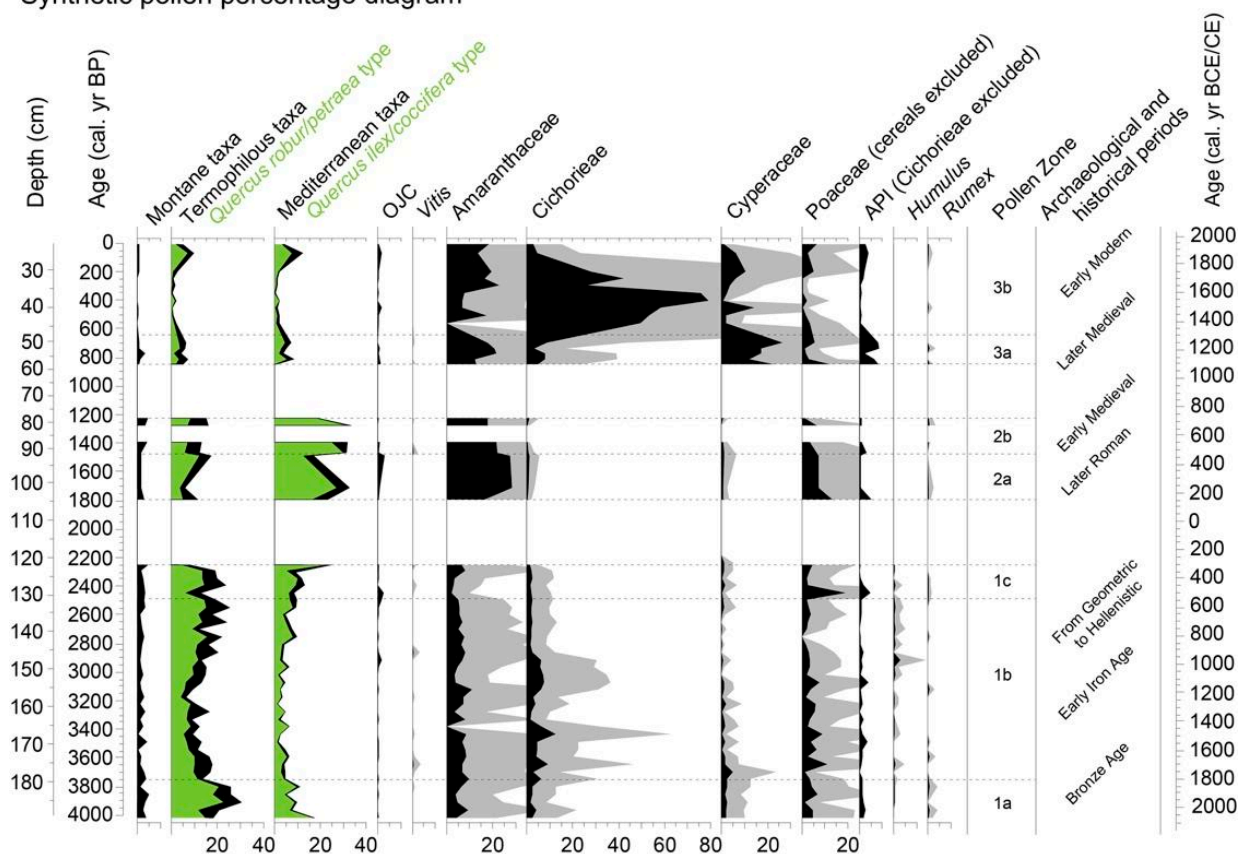 Synthetic pollen percentage diagram
Depth (cm)
Age (cal. yr BP)
Montane taxa
Termophilous taxa
Quercus robur/petraea type
Mediterranean taxa
Quercus ilex/coccifera type
OJC
Vitis
Amaranthaceae
Cichorieae
Cyperaceae
Poaceae (cereals excluded)
API (Cichorieae excluded)
Humulus
Rumex
Pollen Zone
Archaeological and
historical periods
Age (cal. yr BCE/CE)
30
40
50
60
70
80
90
100
110
120
130
140
150
160
170
180
0
200
400
600
800
1000
1200
1400
1600
1800
2000
2200
2400
2600
2800
3000
3200
3400
3600
3800
4000
3b
3a
2b
2a
1c
1b
1a
Early Modern
Later Medieval
Early Medieval
Later Roman
From Geometric
to Hellenistic
Early Iron Age
Bronze Age
2000
1800
1600
1400
1200
1000
800
600
400
200
0
200
400
600
800
1000
1200
1400
1600
1800
2000
20 40 20 40 20 20 40 60 80 20 20